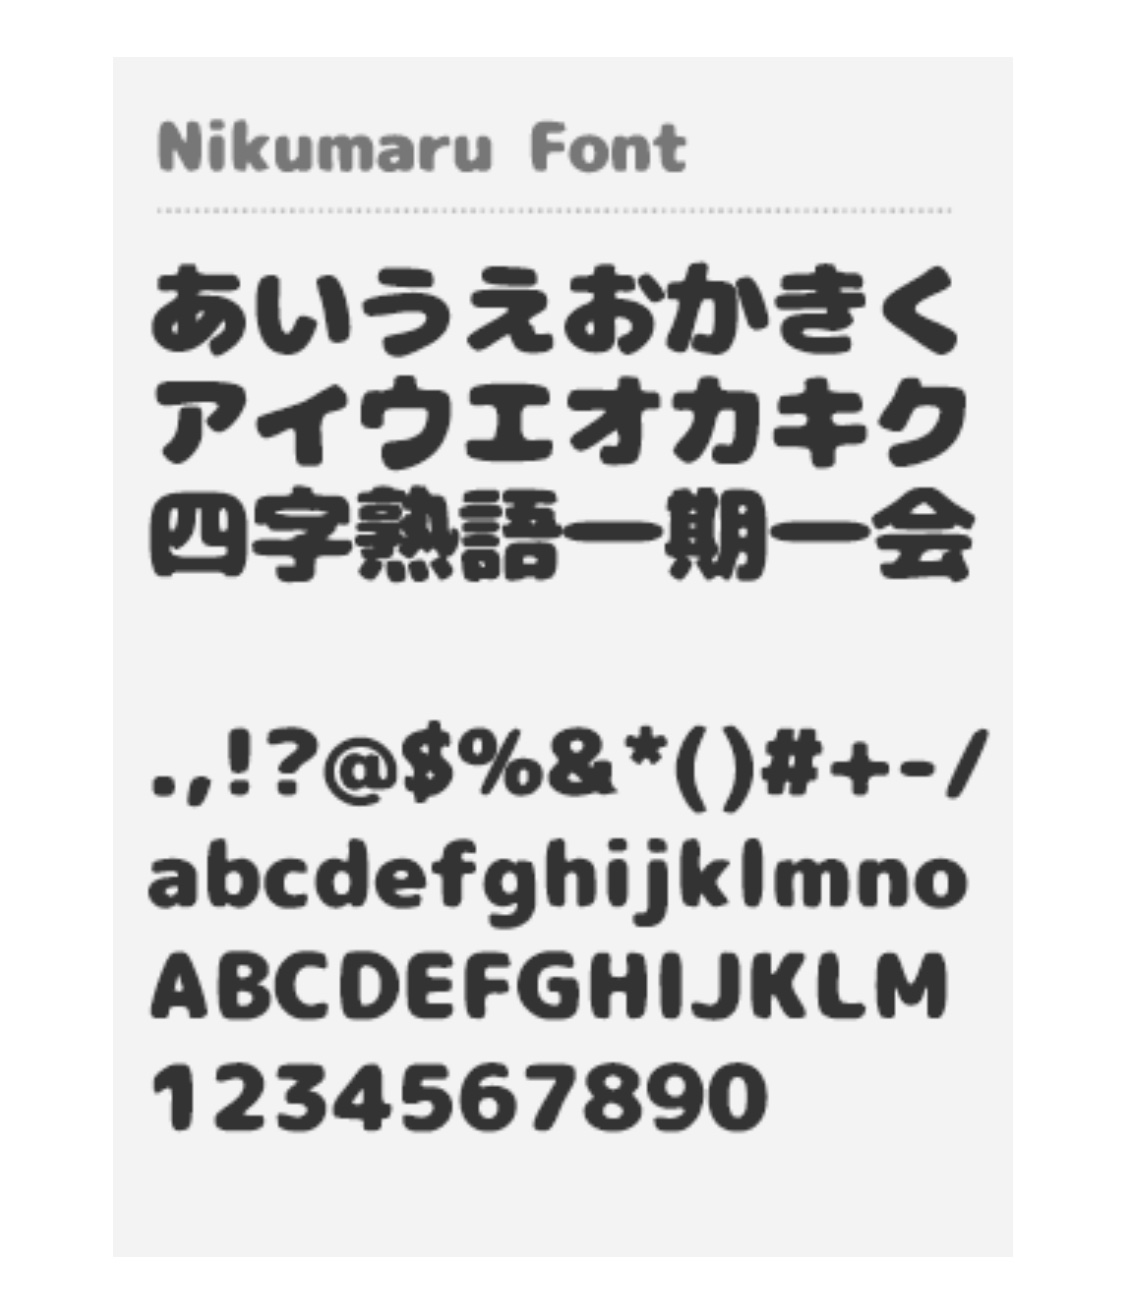 Nikumaru Font
あいうえおかきく
アイウエオカキク
四字熟語一期一会
.,!?@$%&*()#+-/
abcdefghijklmno
ABCDEFGHIJKLM
1234567890